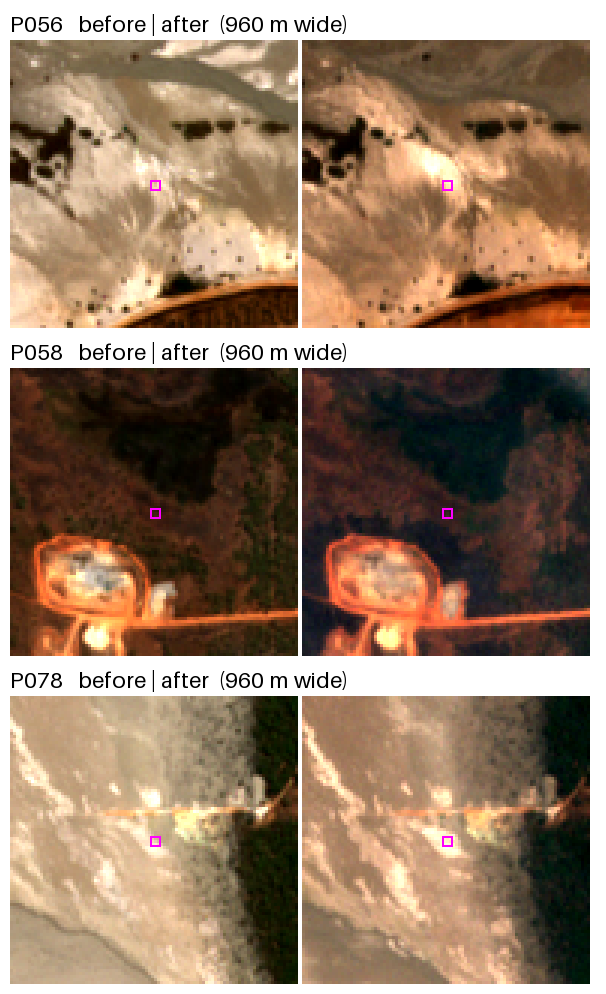 P056 before | after (960 m wide)
P058 before | after (960 m wide)
P078 before | after (960 m wide)